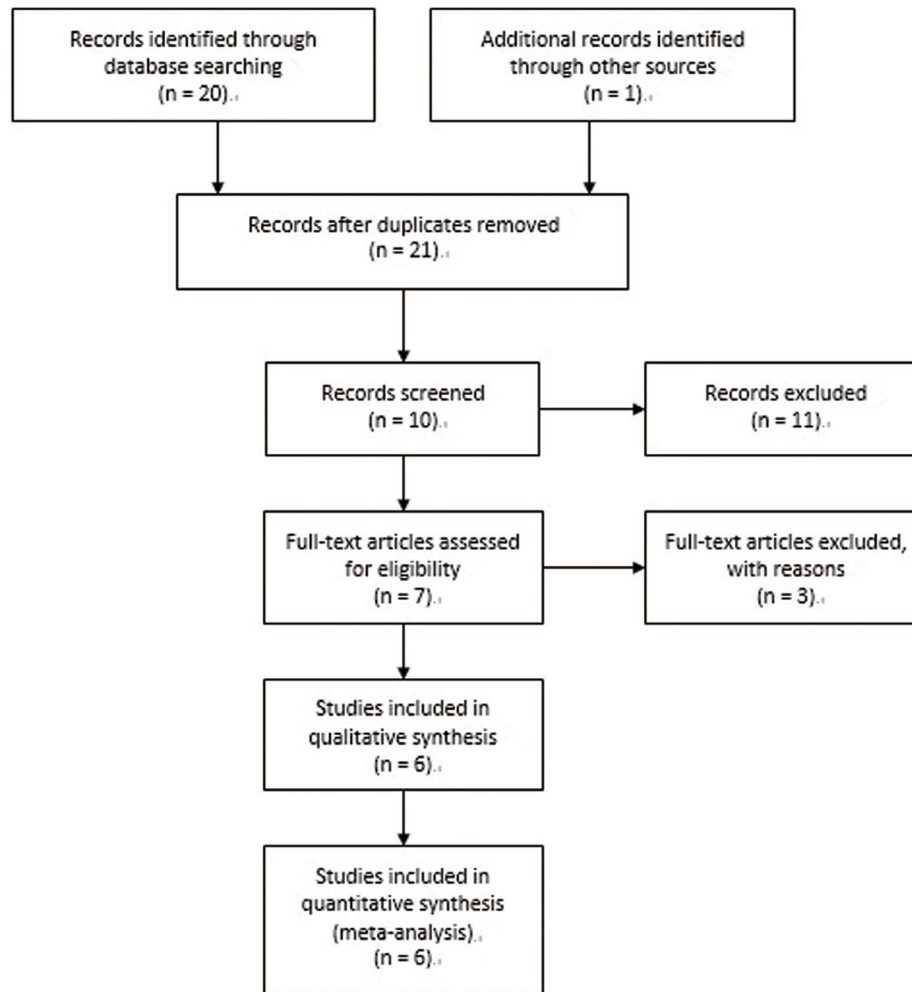 Records identified through
database searching
(n = 20)
Additional records identified
through other sources
(n = 1)
Records after duplicates removed
(n = 21)
Records screened
(n = 10)
Records excluded
(n = 11)
Full-text articles assessed
for eligibility
(n = 7)
Full-text articles excluded,
with reasons
(n = 3)
Studies included in
qualitative synthesis
(n = 6)
Studies included in
quantitative synthesis
(meta-analysis)
(n = 6)